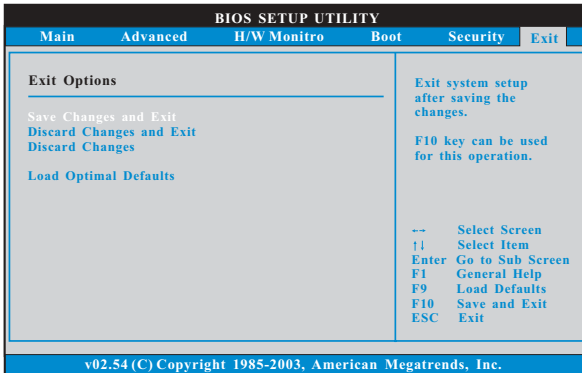 BIOS SETUP UTILITY
Main Advanced H/W Monitro Boot Security Exit
Exit Options
Save Changes and Exit
Discard Changes and Exit
Discard Changes
Load Optimal Defaults
Exit system setup
after saving the
changes.
F10 key can be used
for this operation.
←→ Select Screen
↑↓ Select Item
Enter Go to Sub Screen
F1 General Help
F9 Load Defaults
F10 Save and Exit
ESC Exit
v02.54 (C) Copyright 1985-2003, American Megatrends, Inc.